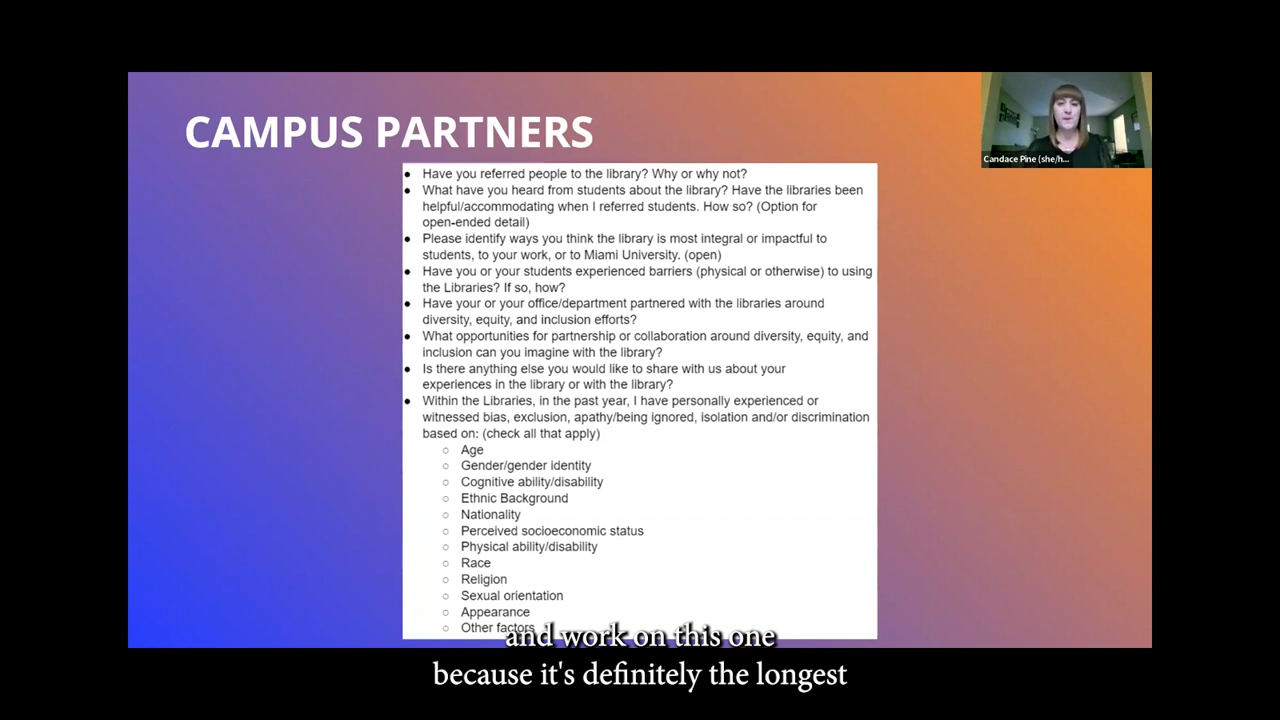 CAMPUS PARTNERS
Candace Pine (she/h...
● Have you referred people to the library? Why or why not?
● What have you heard from students about the library? Have the libraries been
helpful/accommodating when I referred students. How so? (Option for
open-ended detail)
● Please identify ways you think the library is most integral or impactful to
students, to your work, or to Miami University. (open)
● Have you or your students experienced barriers (physical or otherwise) to using
the Libraries? If so, how?
● Have your or your office/department partnered with the libraries around
diversity, equity, and inclusion efforts?
● What opportunities for partnership or collaboration around diversity, equity, and
inclusion can you imagine with the library?
● Is there anything else you would like to share with us about your
experiences in the library or with the library?
● Within the Libraries, in the past year, I have personally experienced or
witnessed bias, exclusion, apathy/being ignored, isolation and/or discrimination
based on: (check all that apply)
○ Age
○ Gender/gender identity
○ Cognitive ability/disability
○ Ethnic Background
○ Nationality
○ Perceived socioeconomic status
○ Physical ability/disability
○ Race
○ Religion
○ Sexual orientation
○ Appearance
○ Other factors
and work on this one
because it's definitely the longest